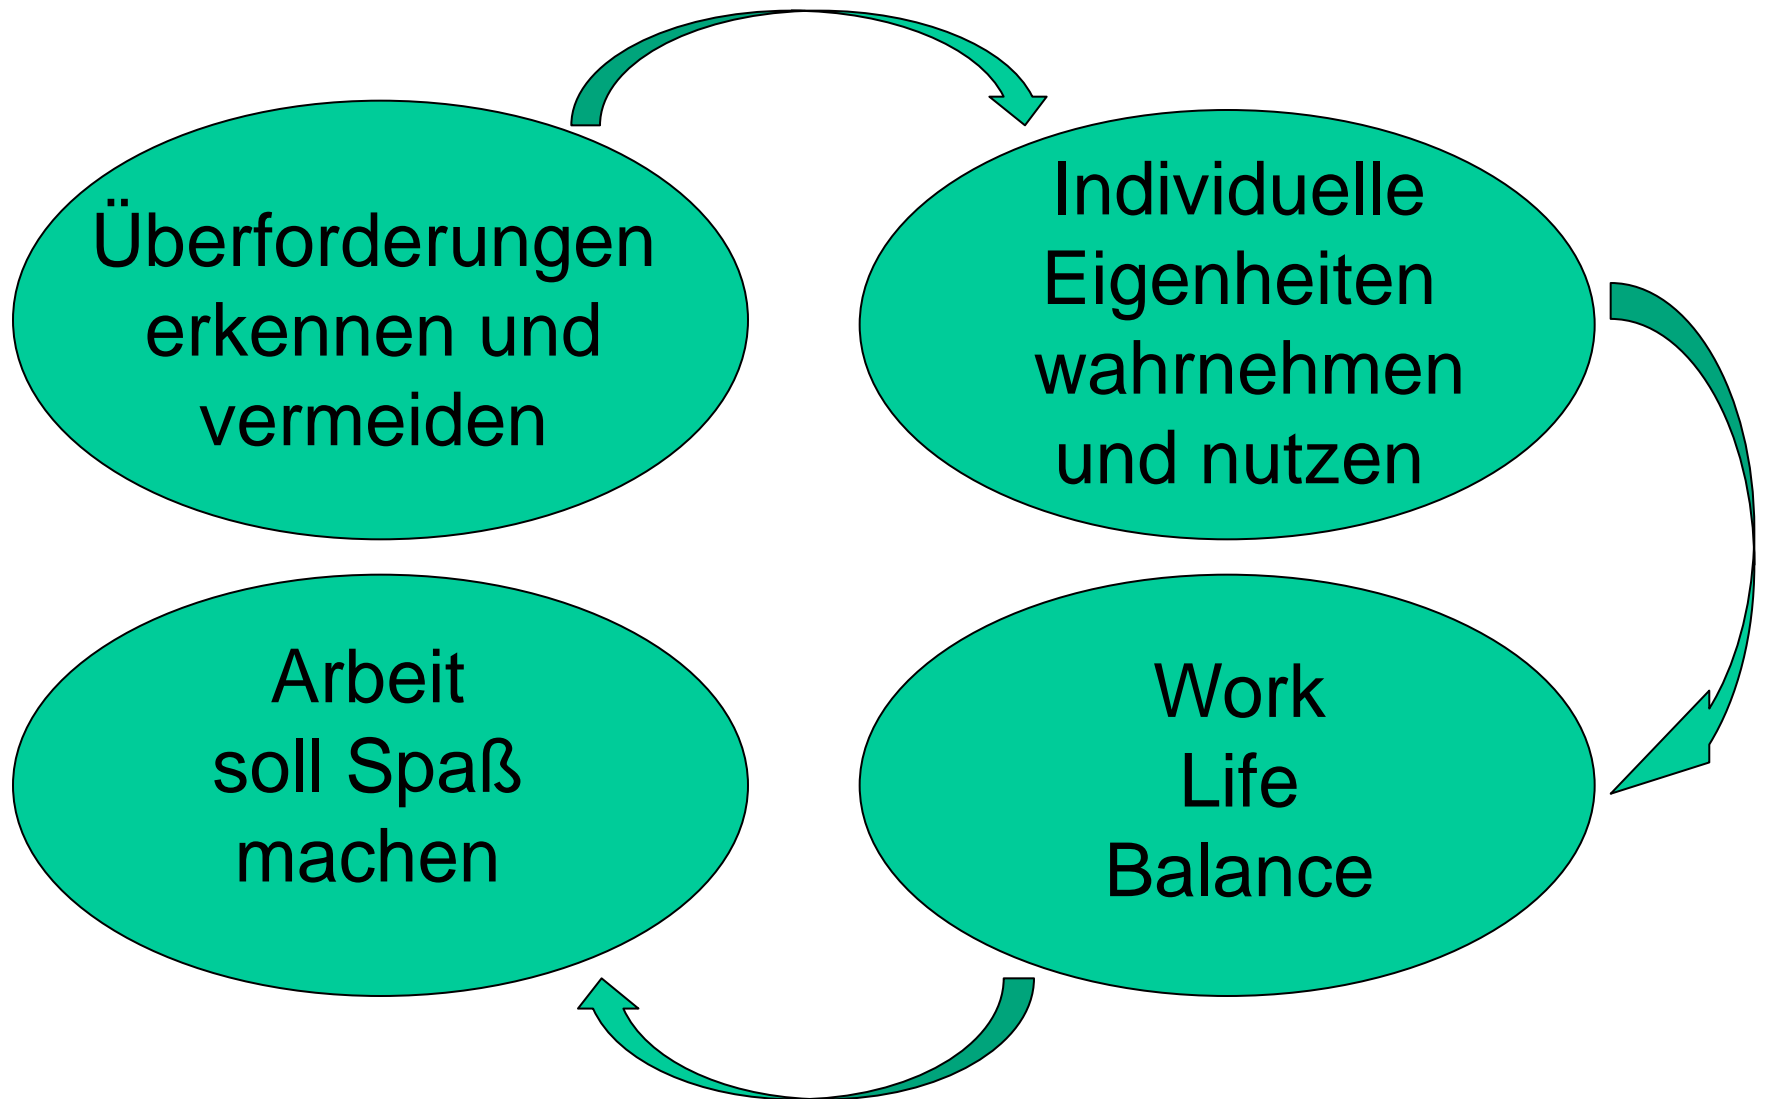 Überforderungen
erkennen und
vermeiden
Individuelle
Eigenheiten
wahrnehmen
und nutzen
Work
Life
Balance
Arbeit
soll Spaß
machen